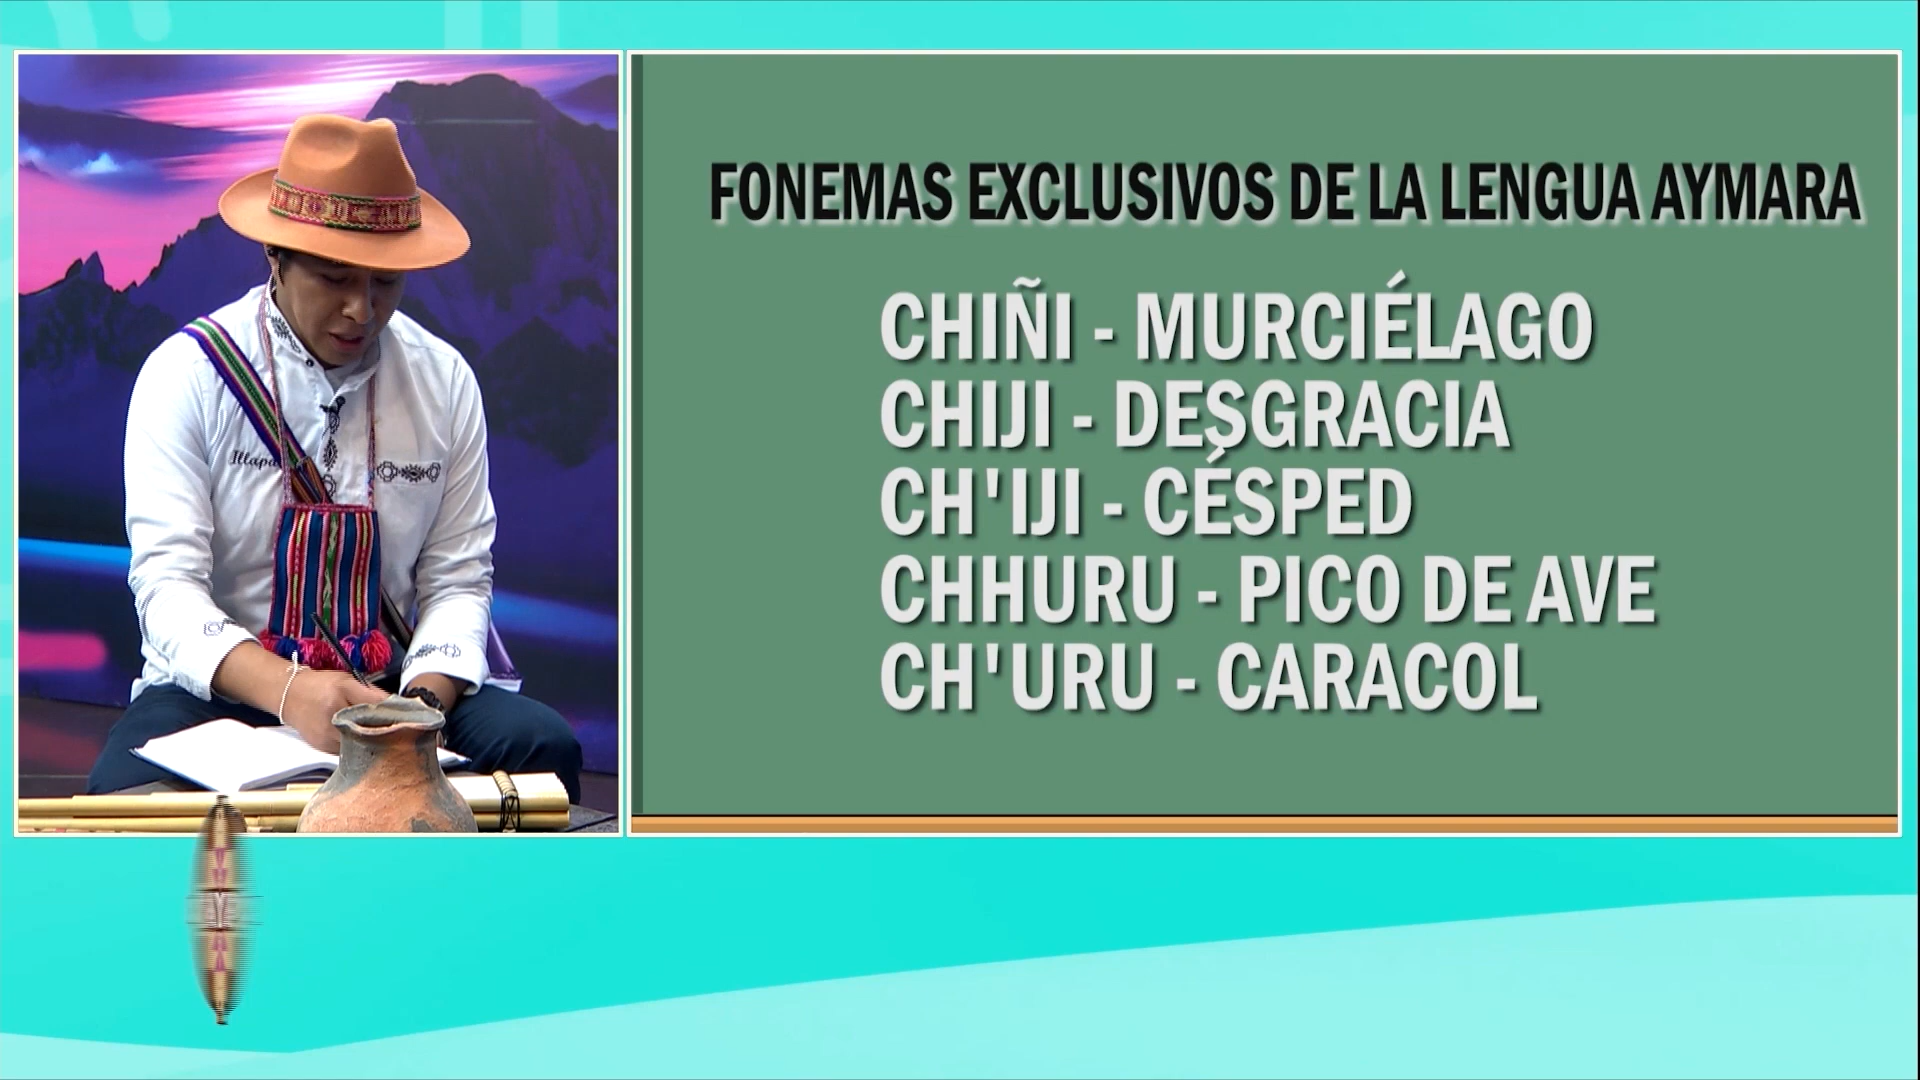 FONEMAS EXCLUSIVOS DE LA LENGUA AYMARA
CHIÑI - MURCIÉLAGO
CHIJI - DESGRACIA
CH'IJI - CÉSPED
CHHURU - PICO DE AVE
CH'URU - CARACOL
Illapa